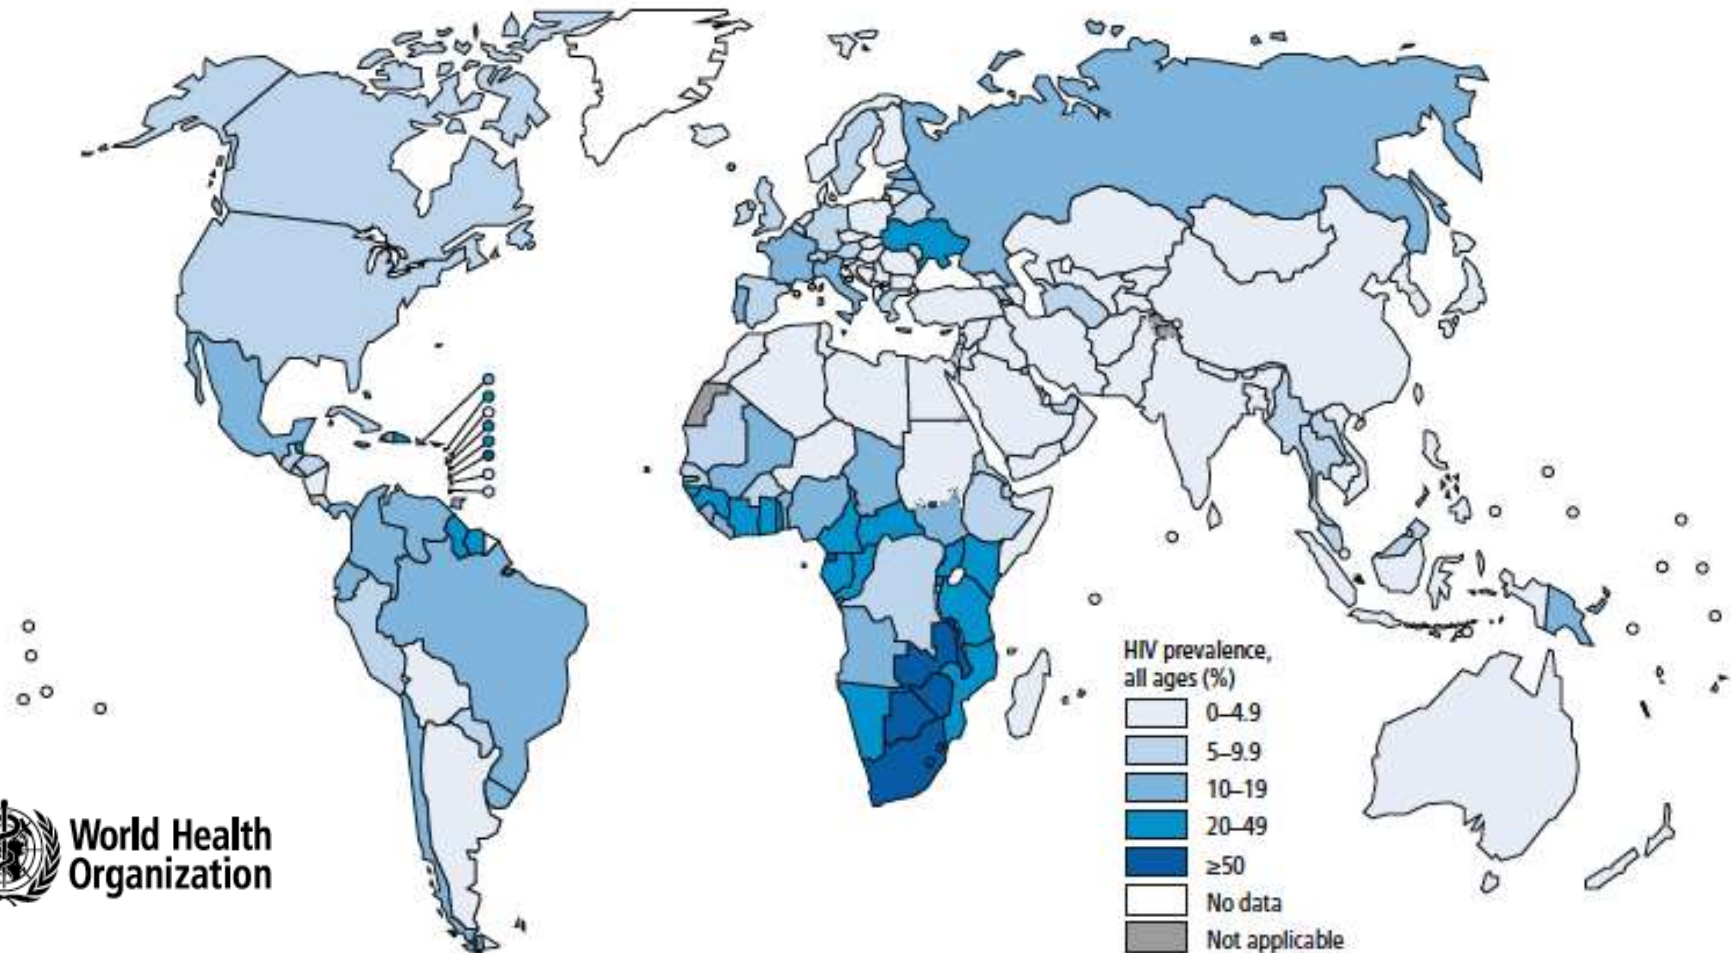 HIV prevalence,
all ages (%)
0–4.9
5–9.9
10–19
20–49
≥50
No data
Not applicable
World Health
Organization